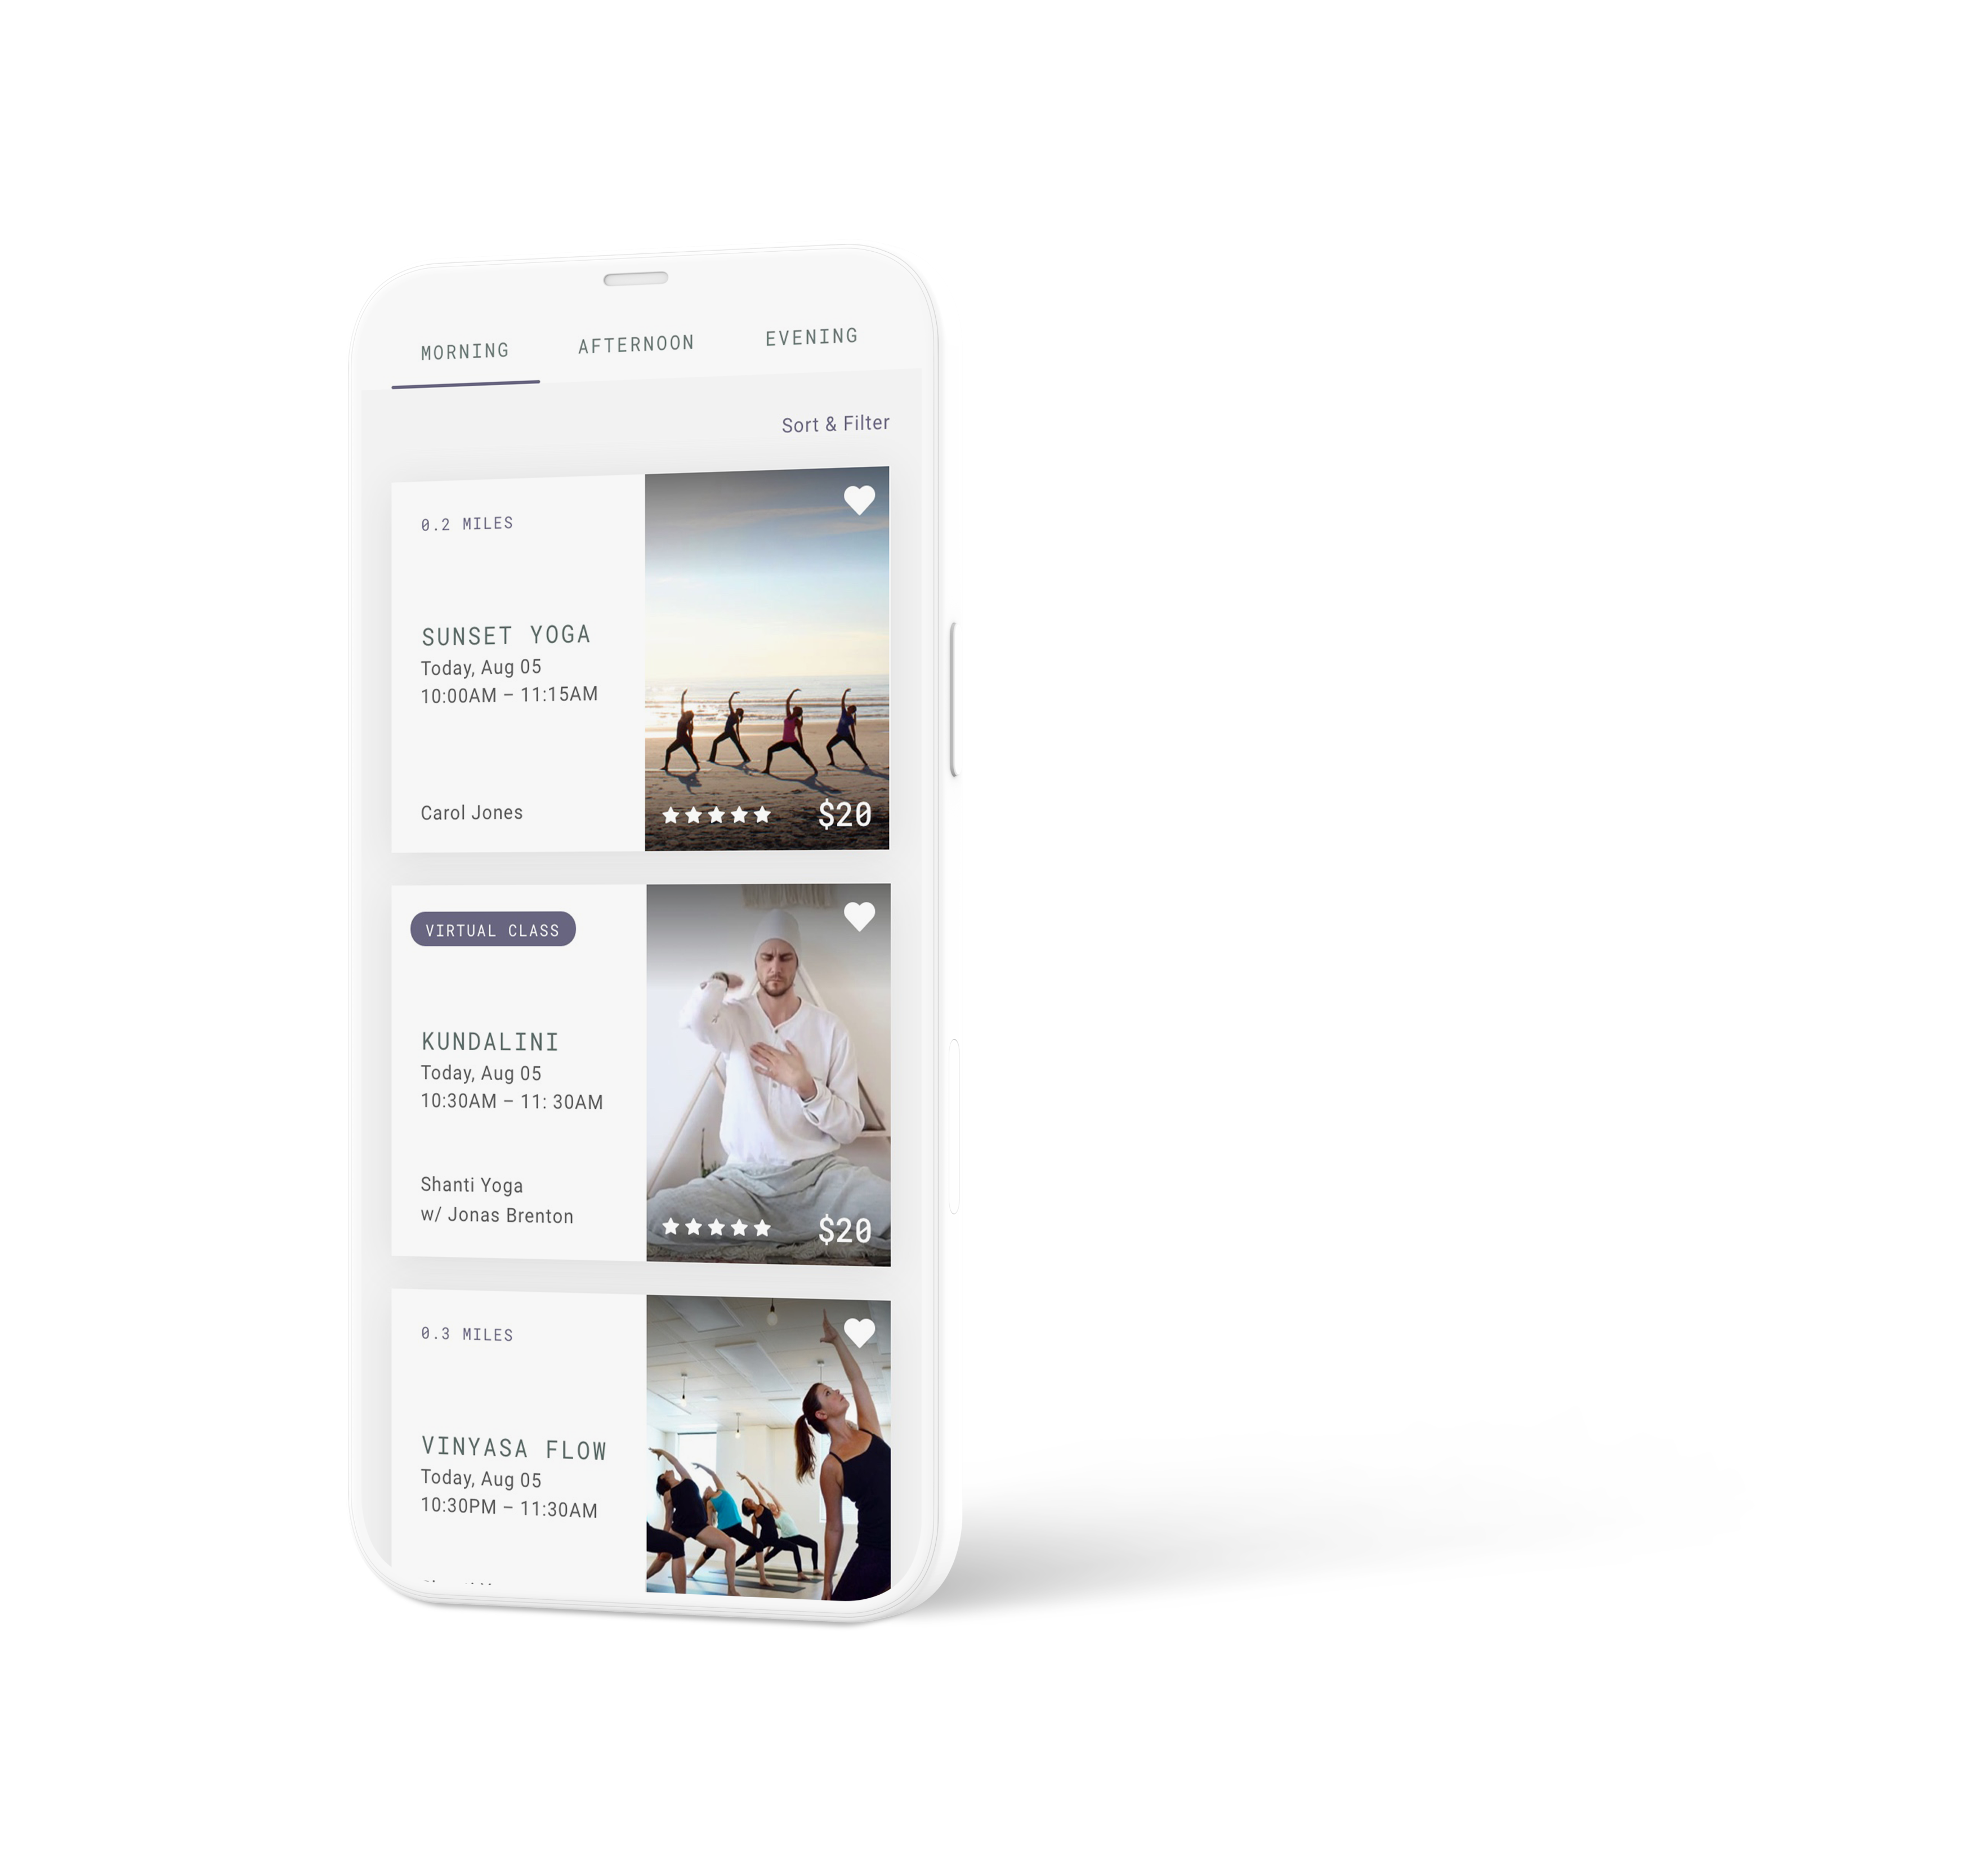 MORNING AFTERNOON EVENING
Sort & Filter
0.2 MILES
SUNSET YOGA
Today, Aug 05
10:00AM – 11:15AM
Carol Jones
$20
VIRTUAL CLASS
KUNDALINI
Today, Aug 05
10:30AM – 11: 30AM
Shanti Yoga
w/ Jonas Brenton
$20
0.3 MILES
VINYASA FLOW
Today, Aug 05
10:30PM – 11:30AM